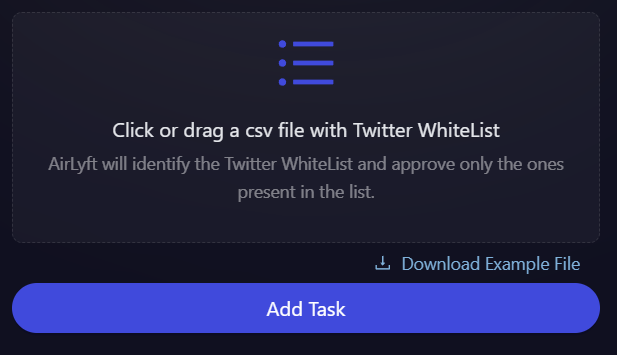 Click or drag a csv file with Twitter WhiteList
AirLyft will identify the Twitter WhiteList and approve only the ones
present in the list.
Download Example File
Add Task